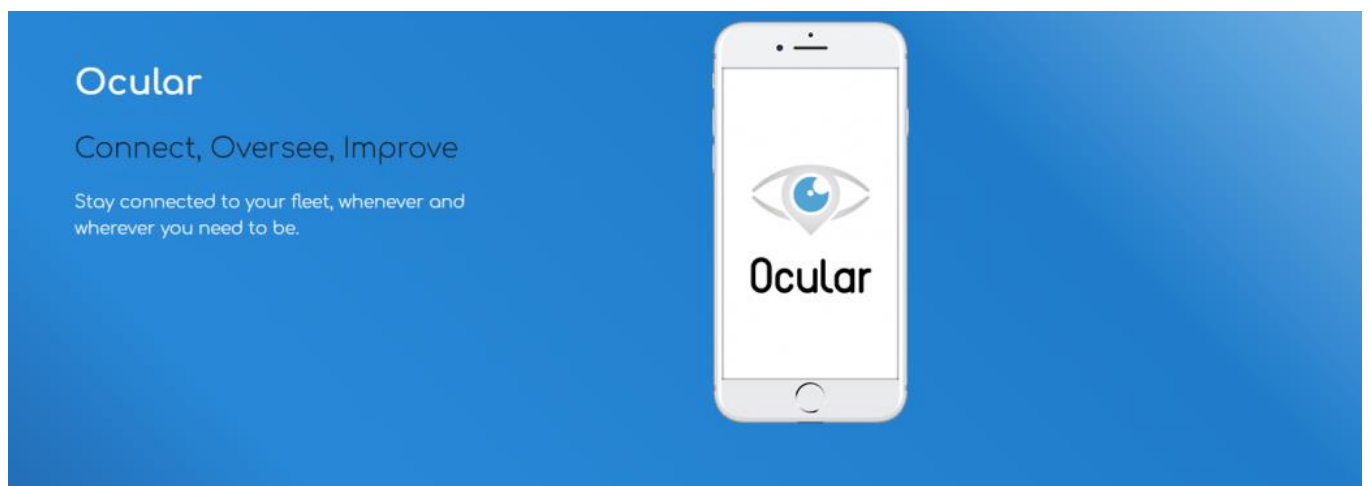 Ocular
Connect, Oversee, Improve
Stay connected to your fleet, whenever and
wherever you need to be.
Ocular